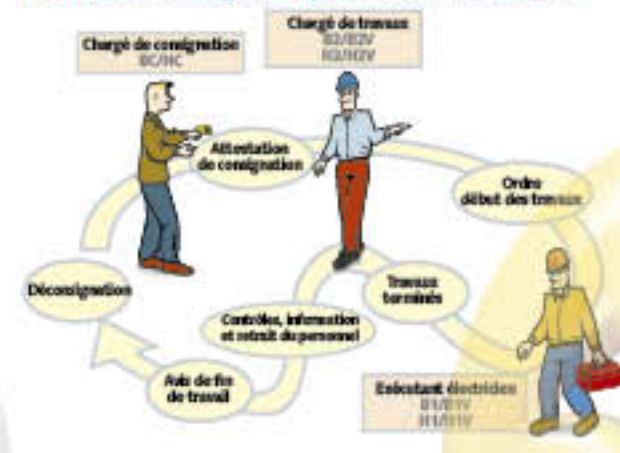 Chargé de travaux
B2/B2V
H2/H2V
Chargé de consignation
BC/HC
Attestation
de consignation
Ordre
début des travaux
Déconsignation
Travaux
terminés
Contrôles, information
et retrait du personnel
Avis de fin
de travail
Exécutant électricien
B1/B1V
H1/H1V